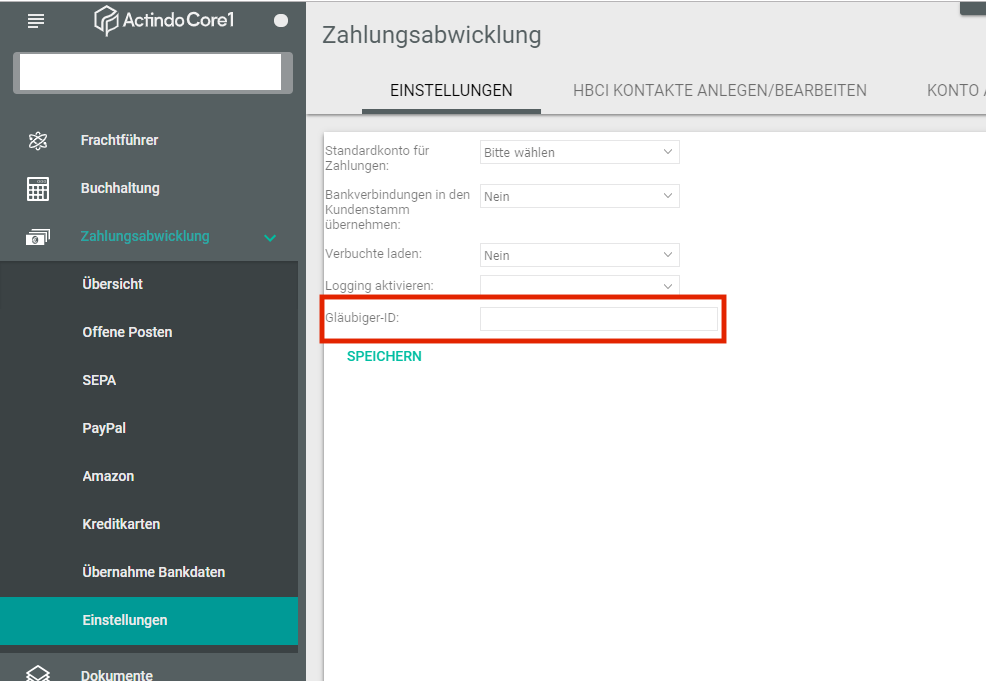 Actindo Core1
Frachtführer
Buchhaltung
Zahlungsabwicklung
Übersicht
Offene Posten
SEPA
PayPal
Amazon
Kreditkarten
Übernahme Bankdaten
Einstellungen
Dokumente
Zahlungsabwicklung
EINSTELLUNGEN HBCI KONTAKTE ANLEGEN/BEARBEITEN KONTO A
Standardkonto für
Zahlungen:
Bitte wählen
Bankverbindungen in den
Kundenstamm
übernehmen:
Nein
Verbuchte laden:
Nein
Logging aktivieren:
Gläubiger-ID:
SPEICHERN